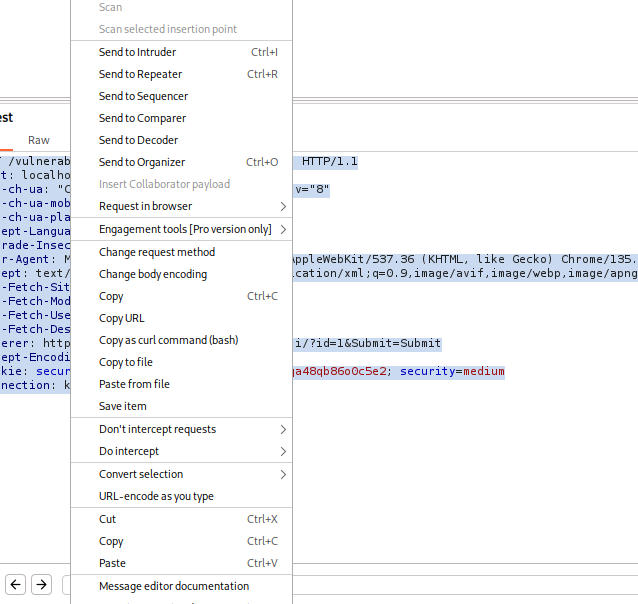 Scan
Scan selected insertion point
Send to Intruder Ctrl+I
Send to Repeater Ctrl+R
Send to Sequencer
Send to Comparer
est
Send to Decoder
Raw
/vulnerab Send to Organizer Ctrl+O HTTP/1.1
t: localho
Insert Collaborator payload
-ch-ua: "C v="8"
-ch-ua-mob
Request in browser
-ch-ua-pla
ept-Langua Engagement tools [Pro version only]
rade-Insec Change request method
r-Agent: M AppleWebKit/537.36 (KHTML, like Gecko) Chrome/135.
ept: text/ Change body encoding ication/xml;q=0.9,image/avif,image/webp,image/apng
-Fetch-Sit
-Fetch-Mod Copy Ctrl+C
-Fetch-Use Copy URL
-Fetch-Des
erer: http Copy as curl command (bash) i/?id=1&Submit=Submit
ept-Encodi Copy to file
kie: secur a48qb86o0c5e2; security=medium
nection: k Paste from file
Save item
Don't intercept requests
Do intercept
Convert selection
URL-encode as you type
Cut Ctrl+X
Copy Ctrl+C
Paste Ctrl+V
Message editor documentation